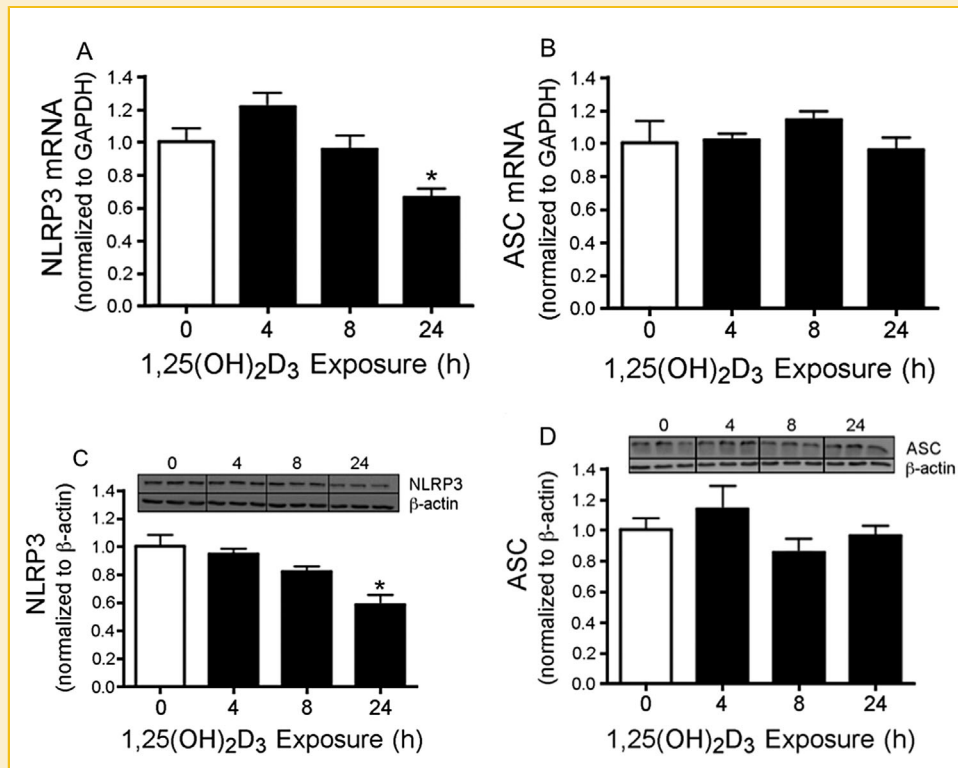 A
NLRP3 mRNA
(normalized to GAPDH)
1.4
1.2
1.0
0.8
0.6
0.4
0.2
0.0
*
0 4 8 24
1,25(OH)₂D₃ Exposure (h)
B
ASC mRNA
(normalized to GAPDH)
1.4
1.2
1.0
0.8
0.6
0.4
0.2
0.0
0 4 8 24
1,25(OH)₂D₃ Exposure (h)
C
0 4 8 24
NLRP3
β-actin
NLRP3
(normalized to β-actin)
1.4
1.2
1.0
0.8
0.6
0.4
0.2
0.0
*
0 4 8 24
1,25(OH)₂D₃ Exposure (h)
D
0 4 8 24
ASC
β-actin
ASC
(normalized to β-actin)
1.4
1.2
1.0
0.8
0.6
0.4
0.2
0.0
0 4 8 24
1,25(OH)₂D₃ Exposure (h)